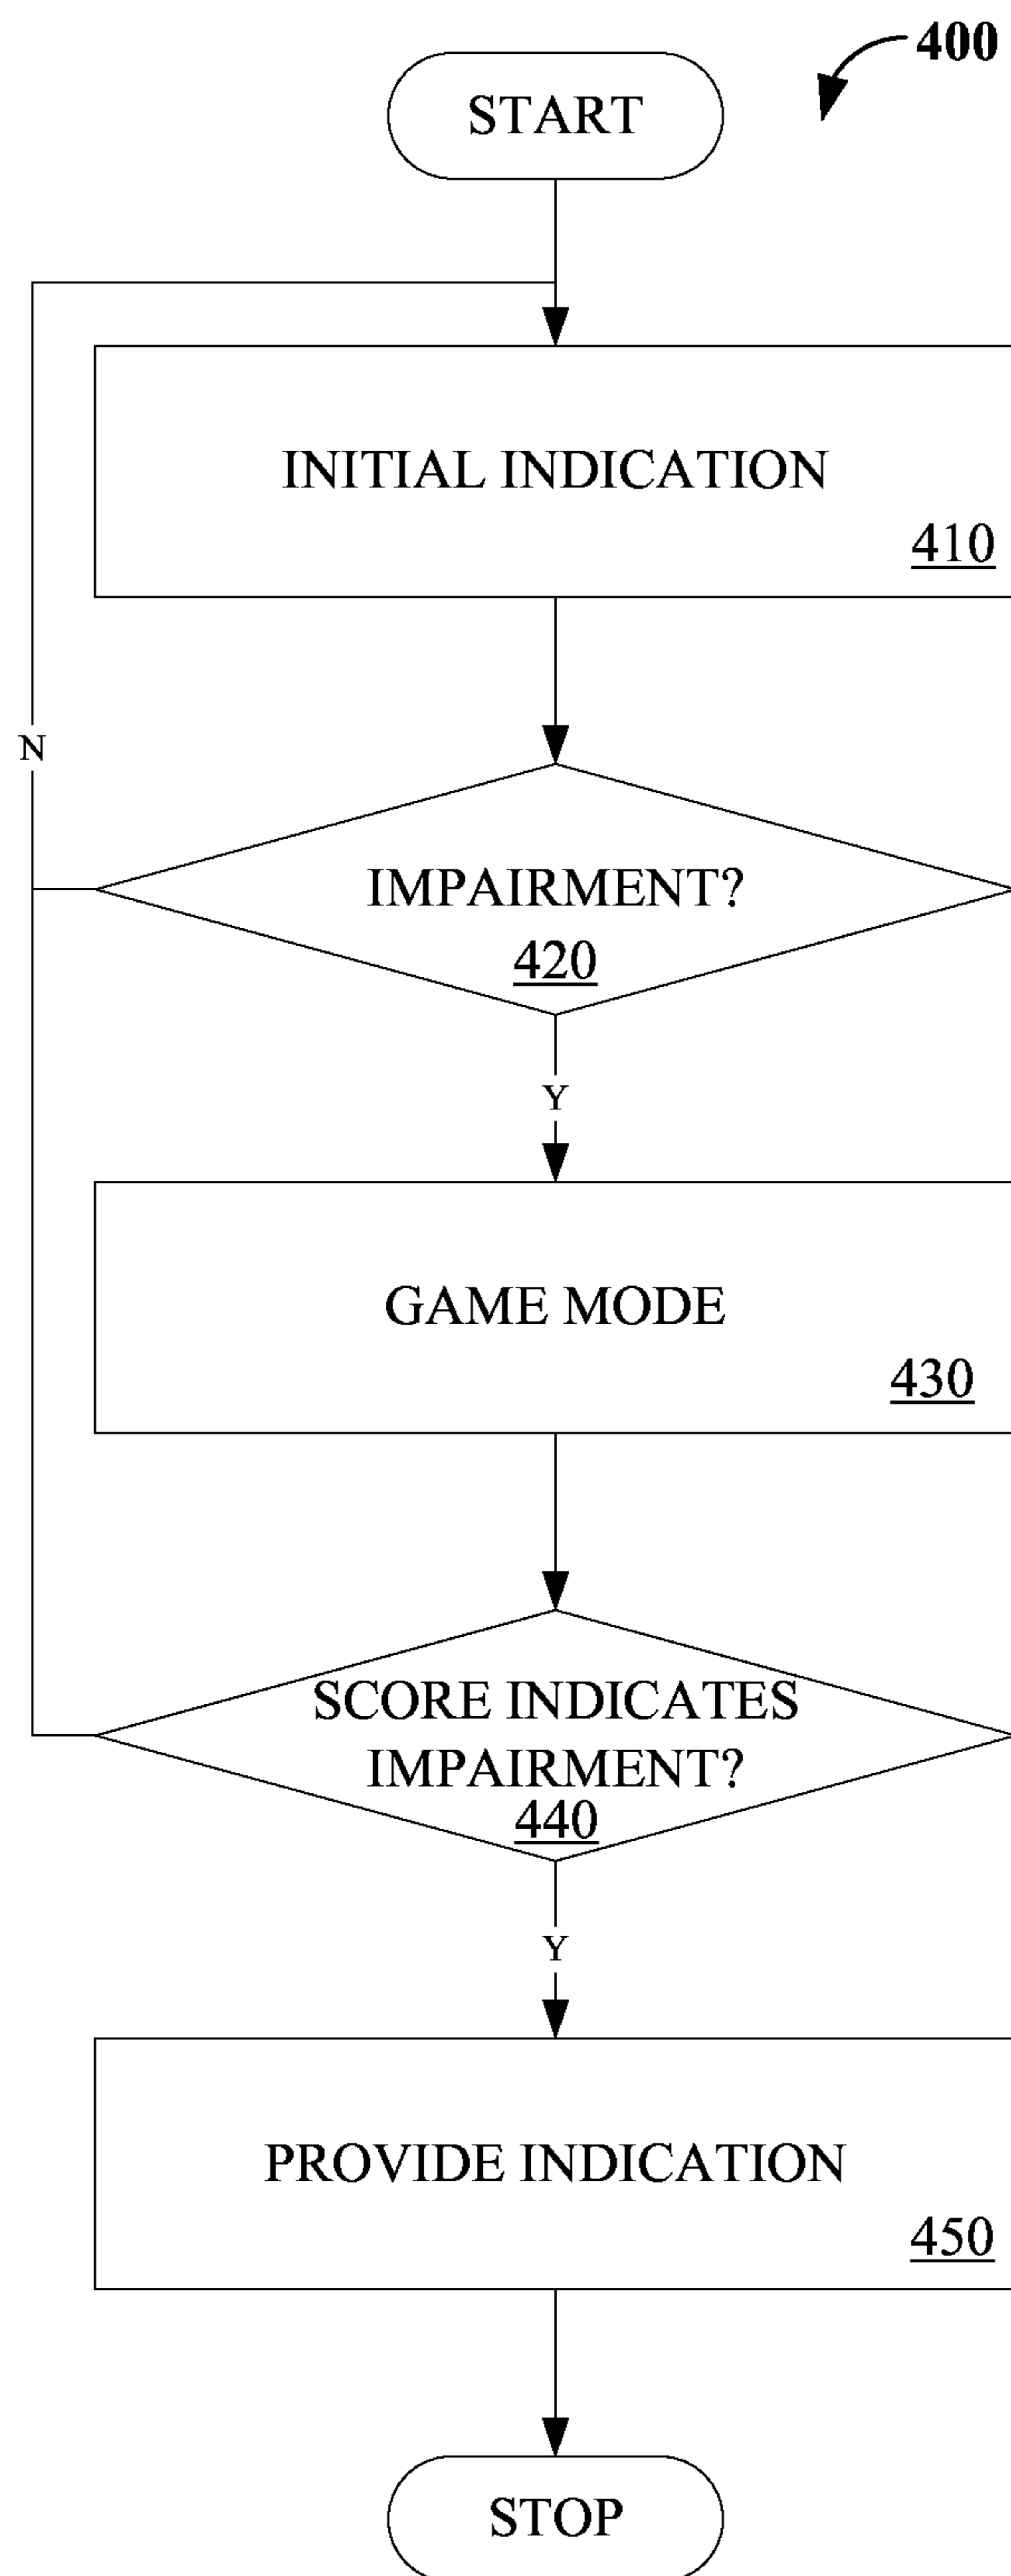 400
START
INITIAL INDICATION
410
N
IMPAIRMENT?
420
Y
GAME MODE
430
SCORE INDICATES
IMPAIRMENT?
440
Y
PROVIDE INDICATION
450
STOP